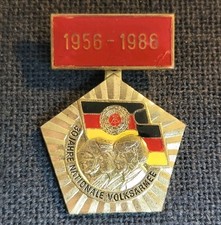 1956-1986
30 JAHRE NATIONALE VOLKSARMEE